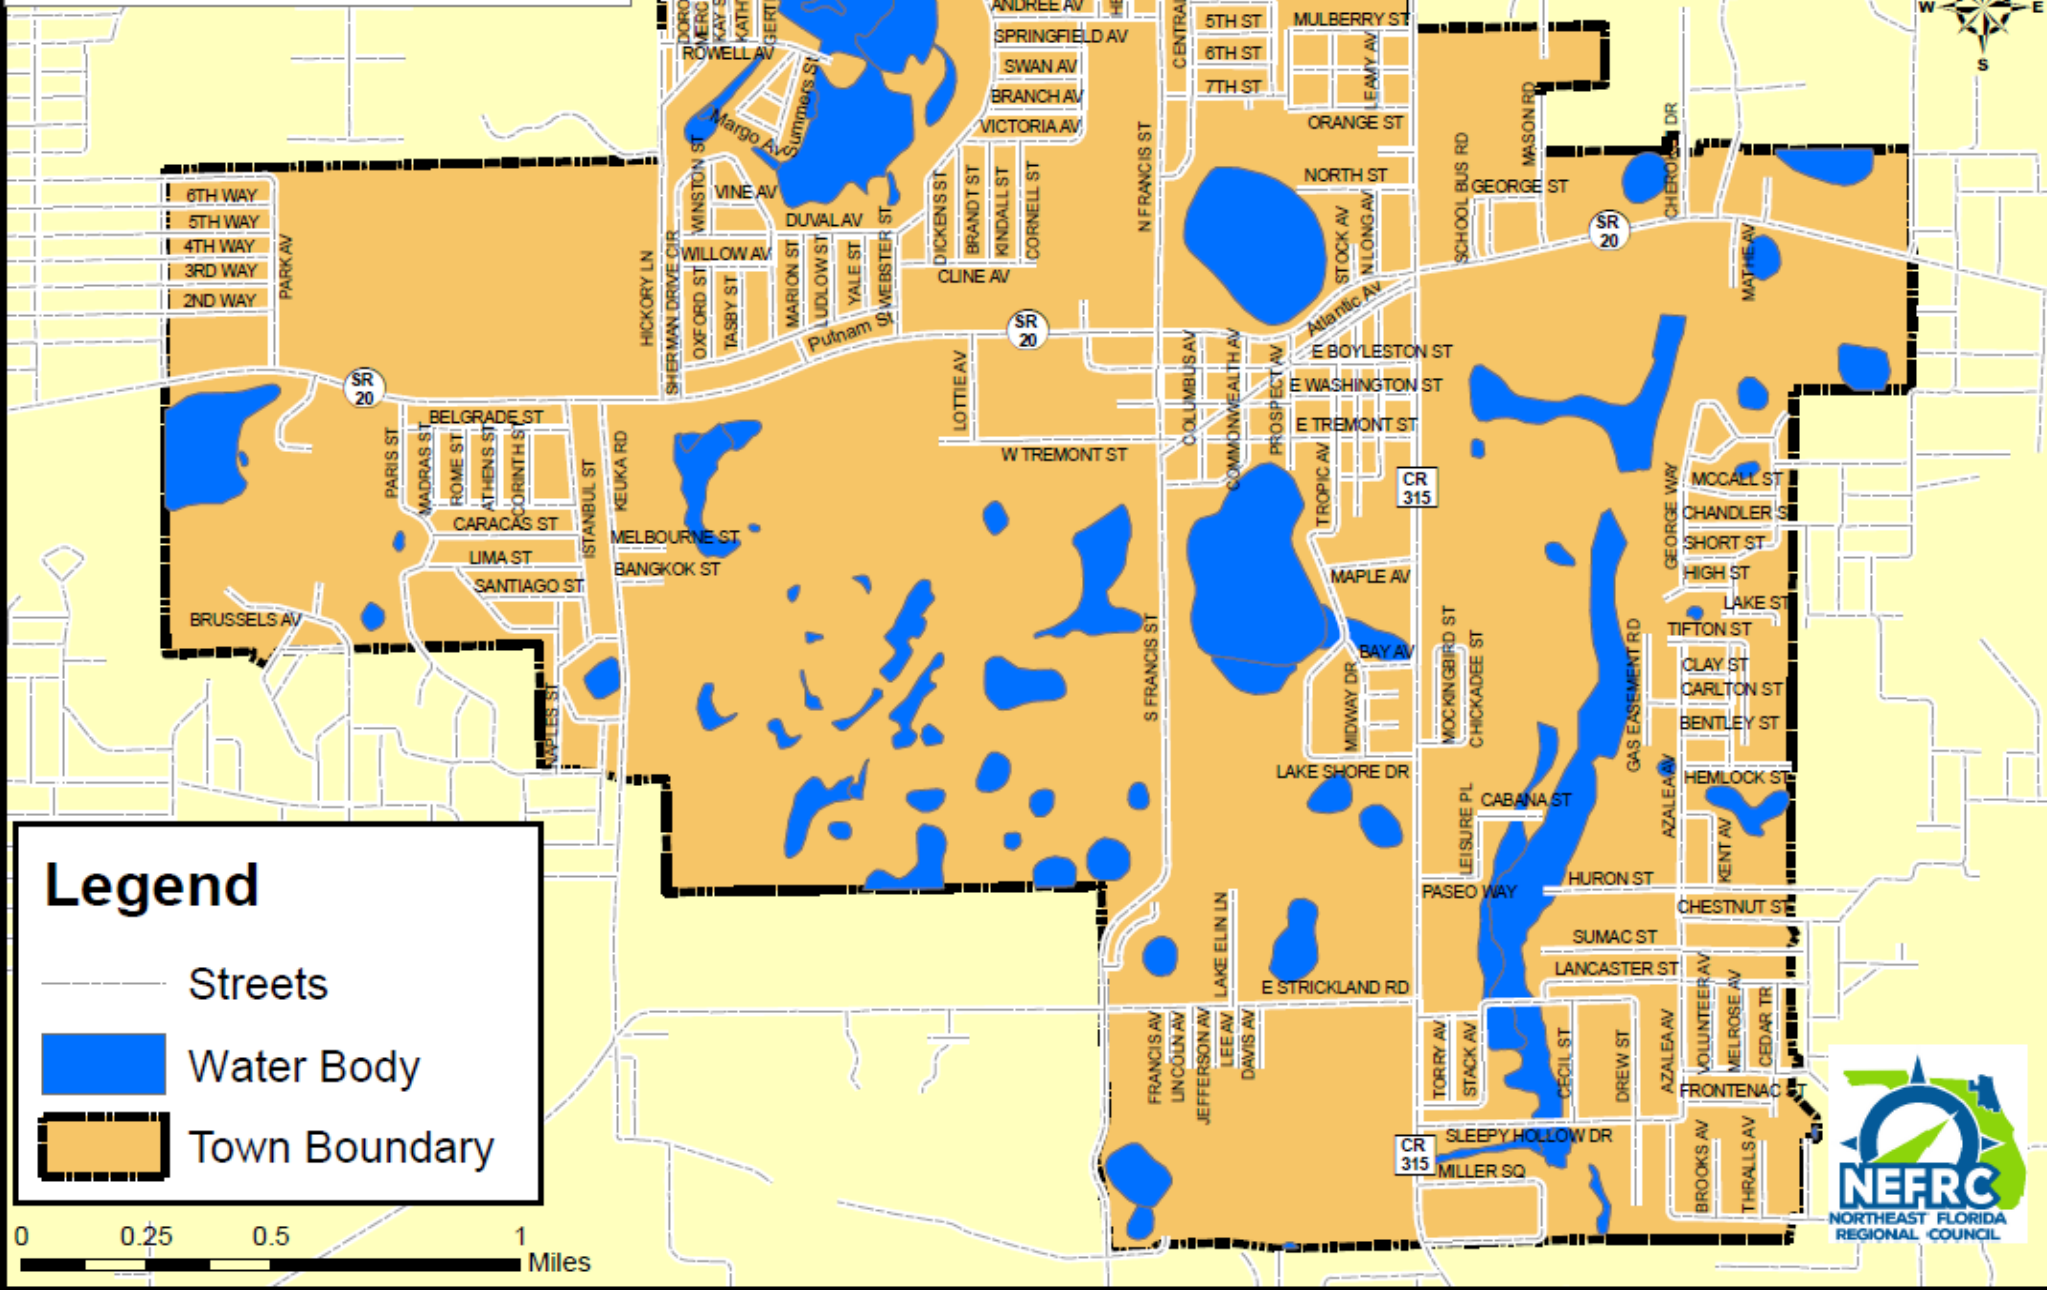 W
E
S
ANDREE AV
SPRINGFIELD AV
SWAN AV
BRANCH AV
VICTORIA AV
ROWELL AV
Summers St
Margo Av
CENTRAL
5TH ST
6TH ST
7TH ST
MULBERRY ST
LEAMY AV
ORANGE ST
NORTH ST
N FRANCIS ST
STOCK AV
N LONG AV
SCHOOL BUS RD
MASON RD
GEORGE ST
SR
20
MATHE AV
6TH WAY
5TH WAY
4TH WAY
3RD WAY
2ND WAY
PARK AV
HICKORY LN
SHERMAN DRIVE CIR
WINSTON ST
VINE AV
DUVAL AV
WILLOW AV
OXFORD ST
TASBY ST
MARION ST
LUDLOW ST
YALE ST
WEBSTER ST
Putnam St
DICKENS ST
BRANDT ST
KINDALL ST
CORNELL ST
CLINE AV
SR
20
Atlantic Av
E BOYLESTON ST
E WASHINGTON ST
E TREMONT ST
LOTTIE AV
W TREMONT ST
COLUMBUS AV
COMMONWEALTH AV
PROSPECT AV
TROPIC AV
CR
315
SR
20
BELGRADE ST
PARIS ST
MADRAS ST
ROME ST
ATHENS ST
CORINTH ST
CARACAS ST
LIMA ST
SANTIAGO ST
ISTANBUL ST
KEUKA RD
MELBOURNE ST
BANGKOK ST
BRUSSELS AV
NAPLES ST
S FRANCIS ST
MAPLE AV
BAY AV
MIDWAY DR
MOCKINGBIRD ST
CHICKADEE ST
LAKE SHORE DR
GEORGE WAY
MCCALL ST
CHANDLER S
SHORT ST
HIGH ST
LAKE ST
TIFTON ST
CLAY ST
CARLTON ST
BENTLEY ST
GAS EASEMENT RD
HEMLOCK ST
AZALEA AV
KENT AV
CABANA ST
LEISURE PL
PASEO WAY
HURON ST
CHESTNUT ST
SUMAC ST
LANCASTER ST
LAKE ELIN LN
E STRICKLAND RD
FRANCIS AV
LINCOLN AV
JEFFERSON AV
LEE AV
DAVIS AV
TORRY AV
STACK AV
CECIL ST
DREW ST
AZALEA AV
VOLUNTEER AV
MELROSE AV
CEDAR TR
FRONTENAC ST
SLEEPY HOLLOW DR
CR
315
MILLER SQ
BROOKS AV
THRALLS AV
Legend
Streets
Water Body
Town Boundary
0 0.25 0.5 1
Miles
NEFRC
NORTHEAST FLORIDA
REGIONAL COUNCIL